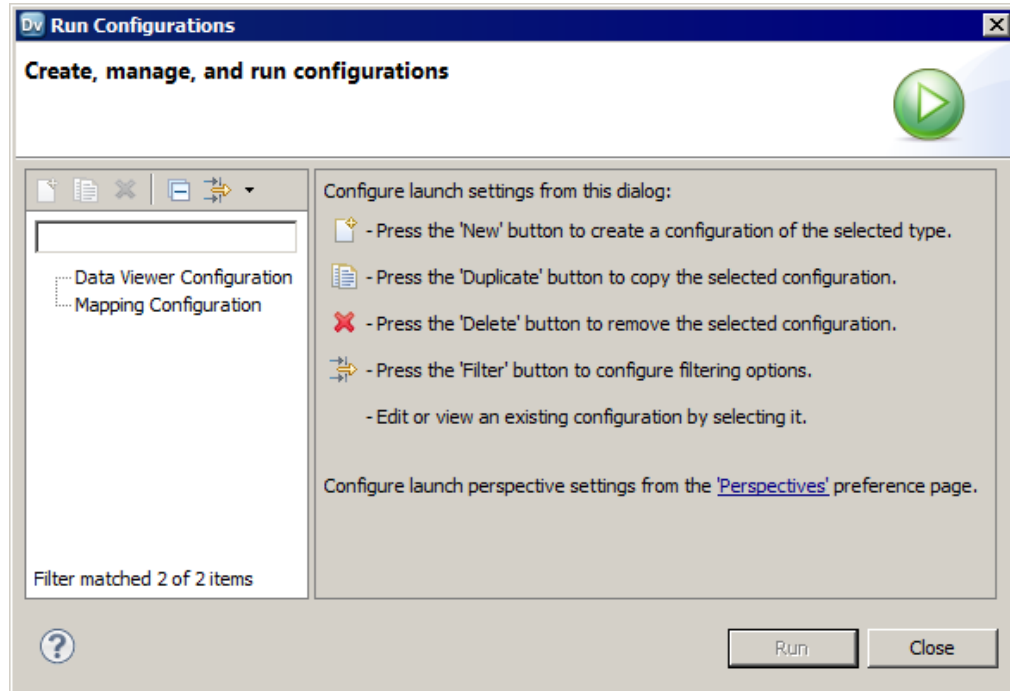 Dv Run Configurations
Create, manage, and run configurations
Data Viewer Configuration
Mapping Configuration
Filter matched 2 of 2 items
Configure launch settings from this dialog:
- Press the 'New' button to create a configuration of the selected type.
- Press the 'Duplicate' button to copy the selected configuration.
- Press the 'Delete' button to remove the selected configuration.
- Press the 'Filter' button to configure filtering options.
- Edit or view an existing configuration by selecting it.
Configure launch perspective settings from the 'Perspectives' preference page.
?
Run
Close